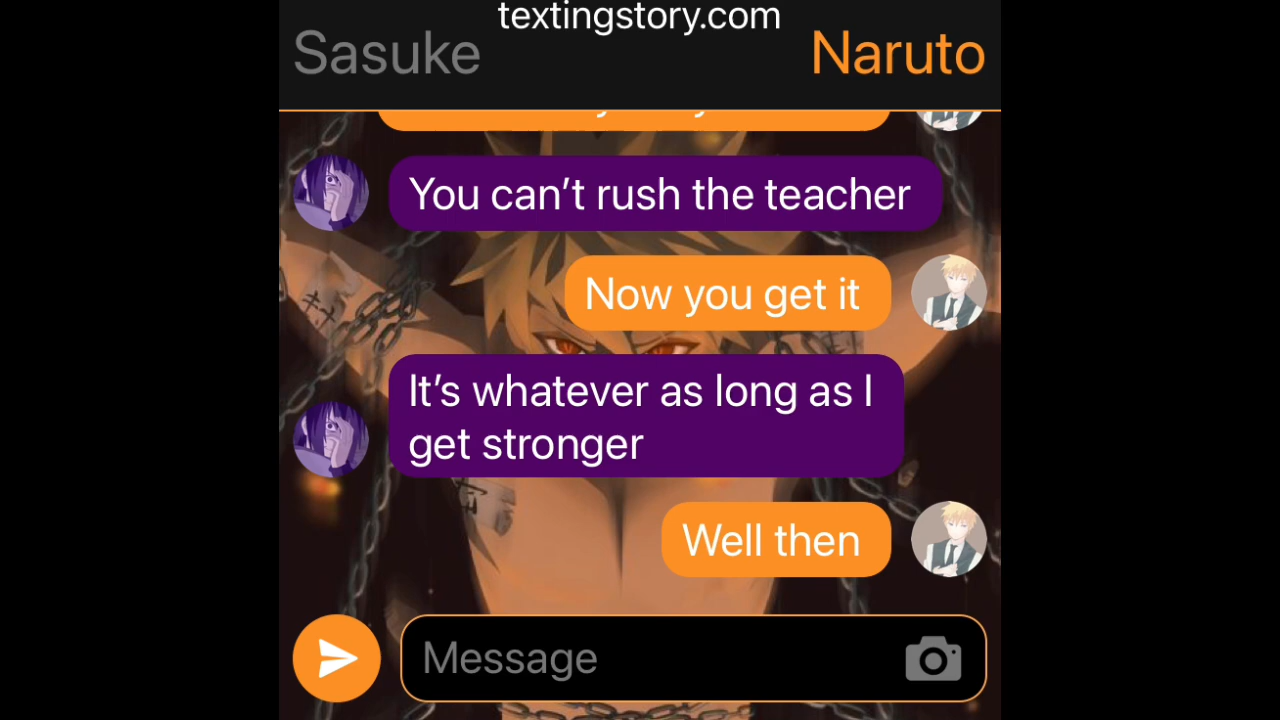 textingstory.com
Sasuke
Naruto
You can’t rush the teacher
Now you get it
It’s whatever as long as I
get stronger
Well then
Message